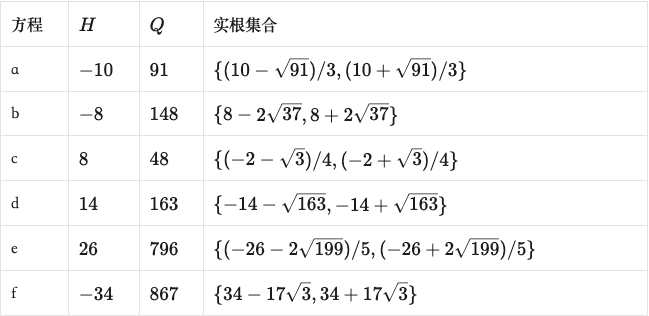 方程 H Q 实根集合
a −10 91 {(10 − √91)/3, (10 + √91)/3}
b −8 148 {8 − 2√37, 8 + 2√37}
c 8 48 {(−2 − √3)/4, (−2 + √3)/4}
d 14 163 {−14 − √163, −14 + √163}
e 26 796 {(−26 − 2√199)/5, (−26 + 2√199)/5}
f −34 867 {34 − 17√3, 34 + 17√3}